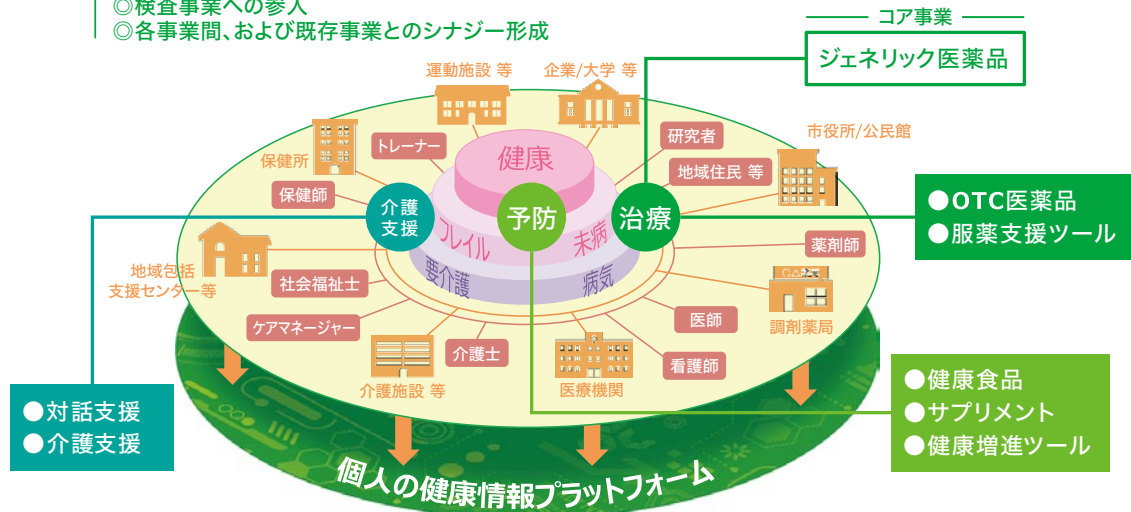 ◎検査事業への参入
◎各事業間、および既存事業とのシナジー形成
コア事業
ジェネリック医薬品
運動施設 等
企業/大学 等
市役所/公民館
保健所
トレーナー
健康
研究者
地域住民 等
保健師
介護
支援
予防
治療
●OTC医薬品
●服薬支援ツール
フレイル
未病
薬剤師
地域包括
支援センター等
要介護
病気
社会福祉士
医師
調剤薬局
ケアマネージャー
介護士
看護師
介護施設 等
医療機関
●対話支援
●介護支援
●健康食品
●サプリメント
●健康増進ツール
個人の健康情報プラットフォーム